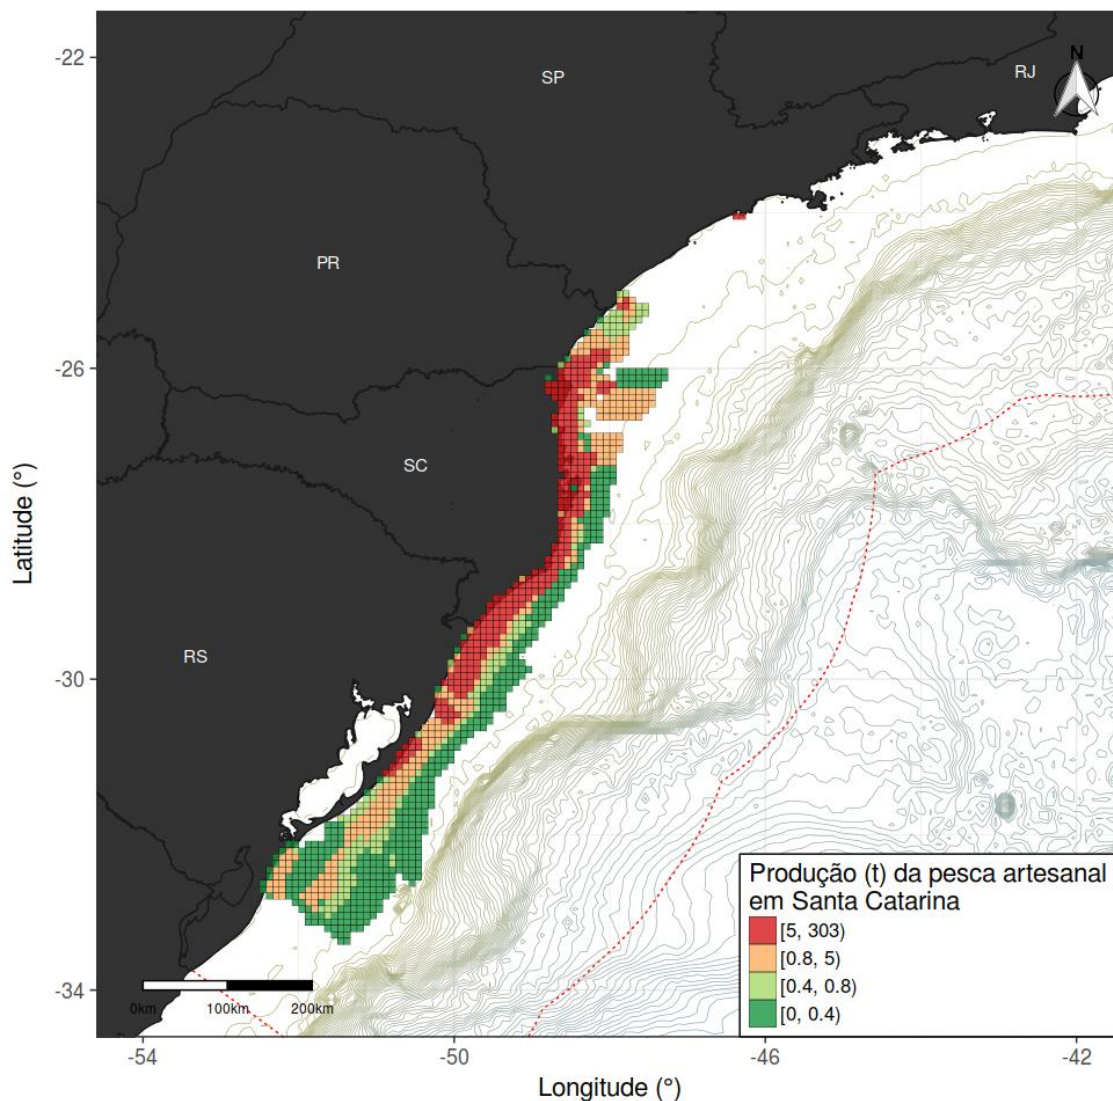 -22
-26
-30
-34
Latitude (°)
SP
RJ
N
PR
SC
RS
Produção (t) da pesca artesanal
em Santa Catarina
[5, 303)
[0.8, 5)
[0.4, 0.8)
[0, 0.4)
0km 100km 200km
-54 -50 -46 -42
Longitude (°)